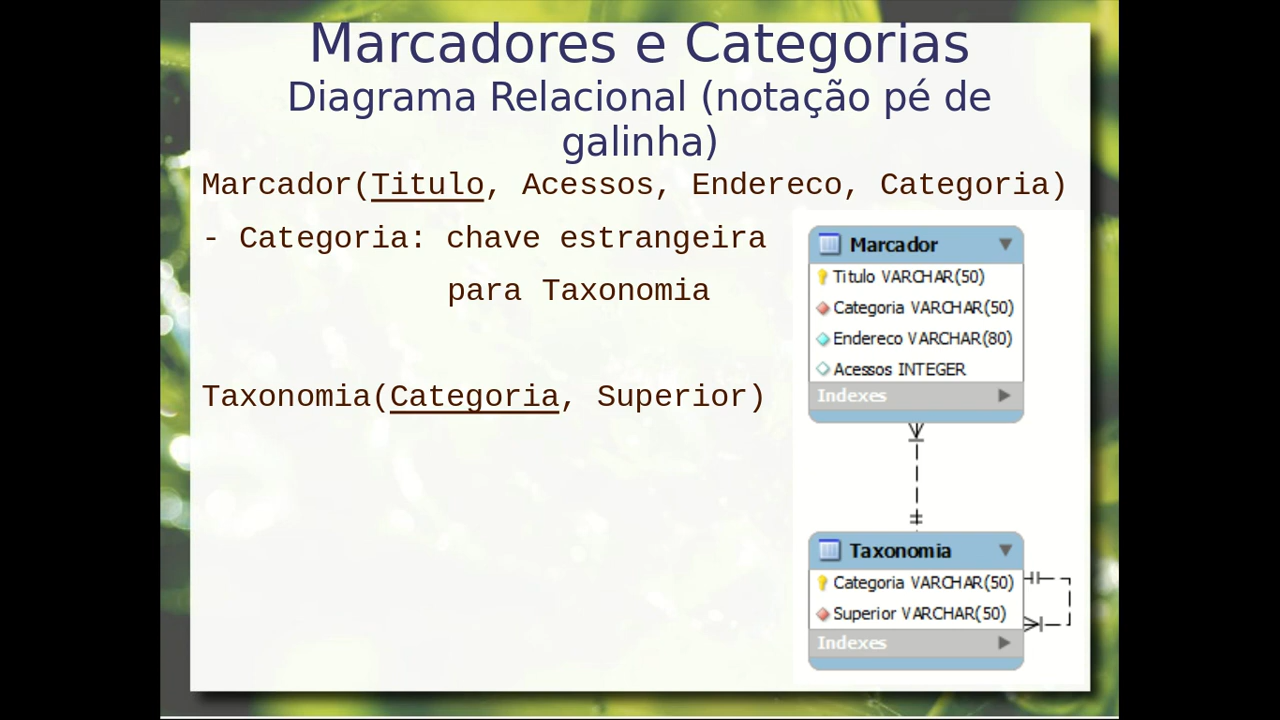 Marcadores e Categorias
Diagrama Relacional (notação pé de
galinha)
Marcador(Titulo, Acessos, Endereco, Categoria)
- Categoria: chave estrangeira
para Taxonomia
Taxonomia(Categoria, Superior)
Marcador
Titulo VARCHAR(50)
Categoria VARCHAR(50)
Endereco VARCHAR(80)
Acessos INTEGER
Indexes
Taxonomia
Categoria VARCHAR(50)
Superior VARCHAR(50)
Indexes